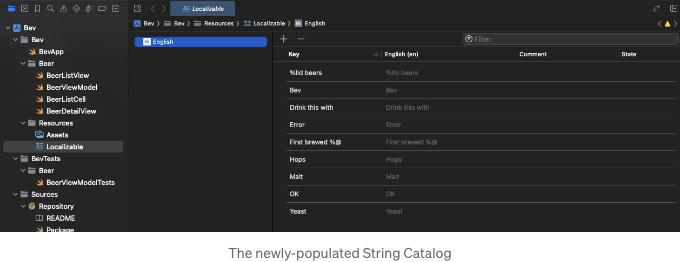 Localizable
Bev
Bev
BevApp
Beer
BeerListView
BeerViewModel
BeerListCell
BeerDetailView
Resources
Assets
Localizable
BevTests
Beer
BeerViewModelTests
Sources
Repository
README
Package
Bev 〉 Bev 〉 Resources 〉 Localizable 〉 English
English
Filter
Key English (en) Comment State
%lld beers %lld beers
Bev Bev
Drink this with Drink this with
Error Error
First brewed %@ First brewed %@
Hops Hops
Malt Malt
OK OK
Yeast Yeast
The newly-populated String Catalog